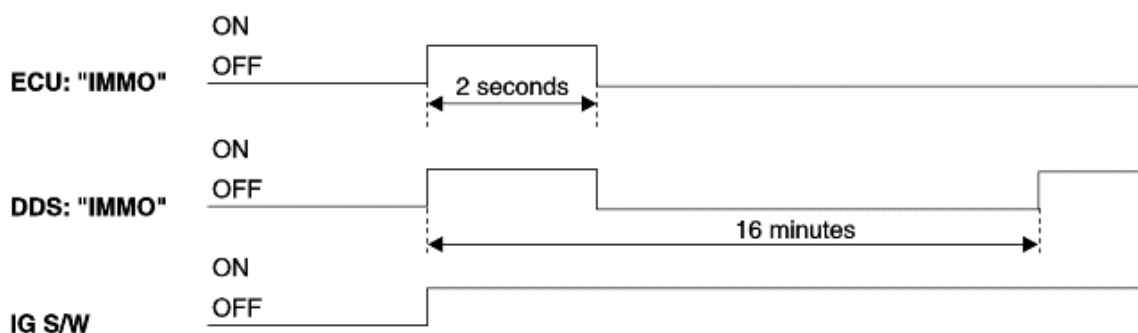 ON
OFF
ECU: "IMMO"
2 seconds
ON
OFF
DDS: "IMMO"
16 minutes
ON
OFF
IG S/W